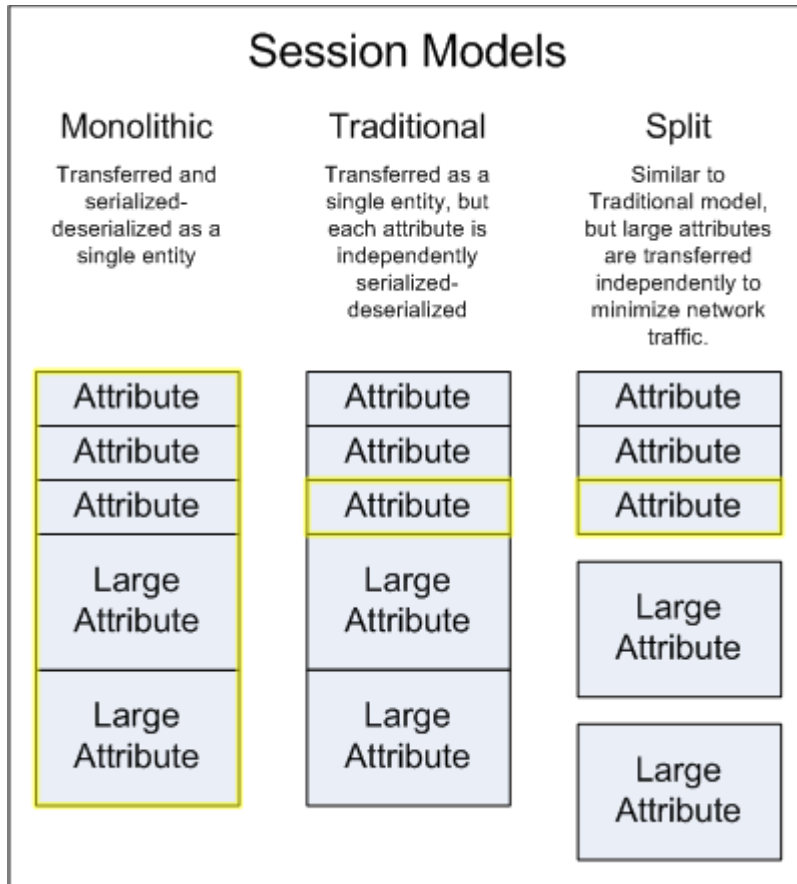 Session Models
Monolithic
Transferred and
serialized-
deserialized as a
single entity
Attribute
Attribute
Attribute
Large
Attribute
Large
Attribute
Traditional
Transferred as a
single entity, but
each attribute is
independently
serialized-
deserialized
Attribute
Attribute
Attribute
Large
Attribute
Large
Attribute
Split
Similar to
Traditional model,
but large attributes
are transferred
independently to
minimize network
traffic.
Attribute
Attribute
Attribute
Large
Attribute
Large
Attribute